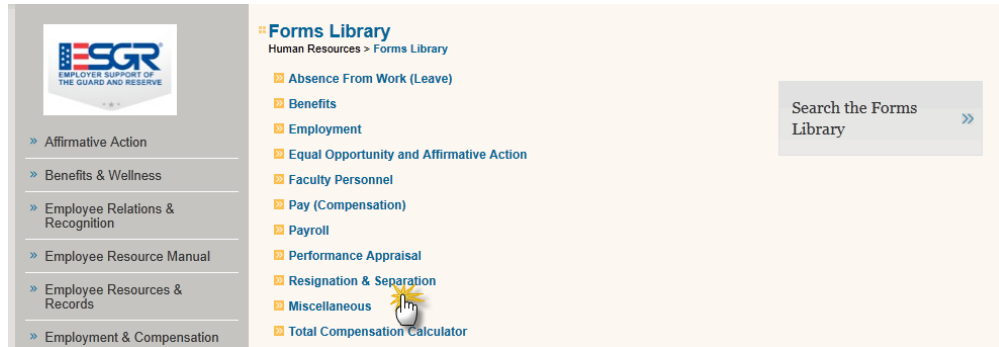 ESGR
EMPLOYER SUPPORT OF
THE GUARD AND RESERVE
» Affirmative Action
» Benefits & Wellness
» Employee Relations &
Recognition
» Employee Resource Manual
» Employee Resources &
Records
» Employment & Compensation
Forms Library
Human Resources > Forms Library
Absence From Work (Leave)
Benefits
Employment
Equal Opportunity and Affirmative Action
Faculty Personnel
Pay (Compensation)
Payroll
Performance Appraisal
Resignation & Separation
Miscellaneous
Total Compensation Calculator
Search the Forms
Library »